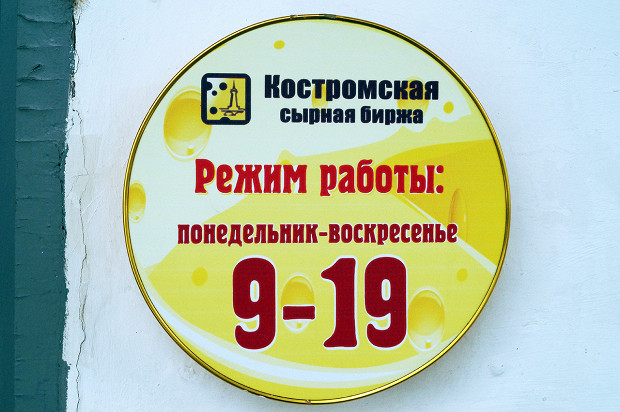 Костромская
сырная биржа
Режим работы:
понедельник-воскресенье
9-19